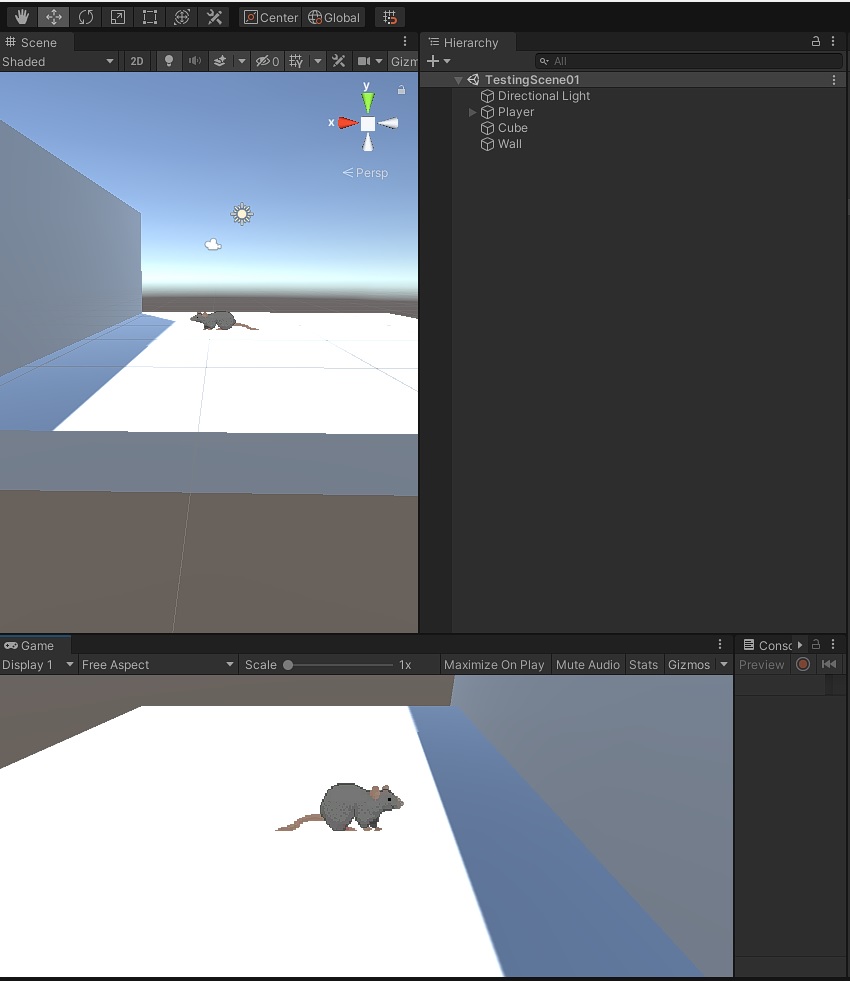 Center Global
Scene
Shaded 2D 0 Gizm
y
x
Persp
Hierarchy
+ All
TestingScene01
Directional Light
Player
Cube
Wall
Game
Display 1 Free Aspect Scale 1x Maximize On Play Mute Audio Stats Gizmos
Consc
Preview